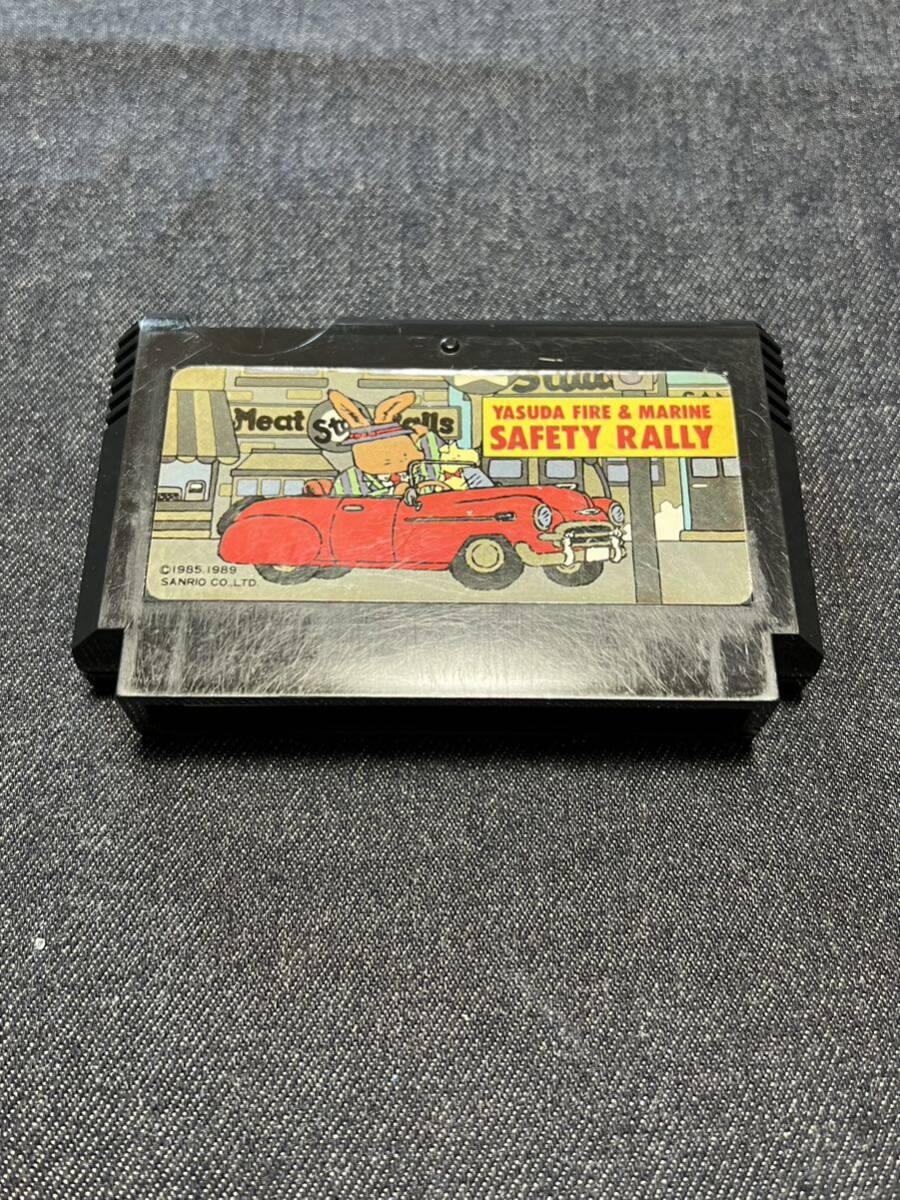 Meat
YASUDA FIRE & MARINE
SAFETY RALLY
©1985.1989
SANRIO CO.,LTD.